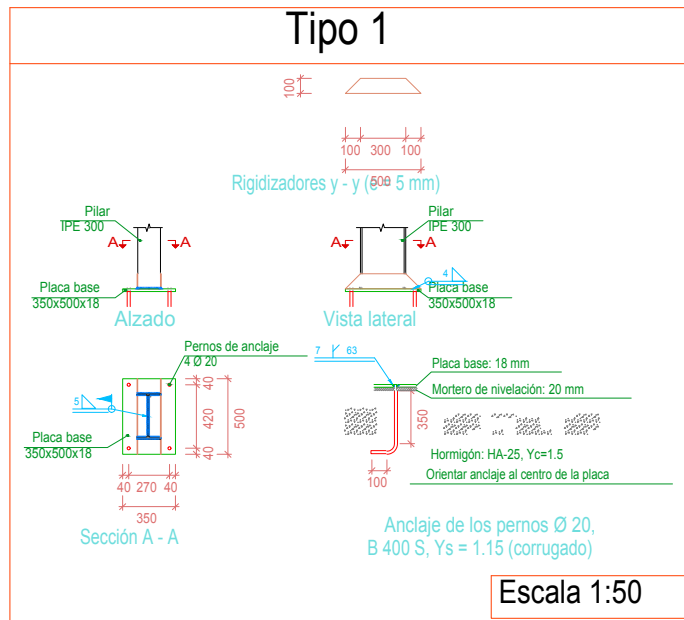 Tipo 1
100
100 300 100
500
Rigidizadores y - y (e = 5 mm)
Pilar
IPE 300
A A
Placa base
350x500x18
Alzado
Pilar
IPE 300
A A
4
Placa base
350x500x18
Vista lateral
Pernos de anclaje
4 Ø 20
5
Placa base
350x500x18
40
420
40
500
40 270 40
350
Sección A - A
7 63
Placa base: 18 mm
Mortero de nivelación: 20 mm
350
Hormigón: HA-25, Yc=1.5
100
Orientar anclaje al centro de la placa
Anclaje de los pernos Ø 20,
B 400 S, Ys = 1.15 (corrugado)
Escala 1:50